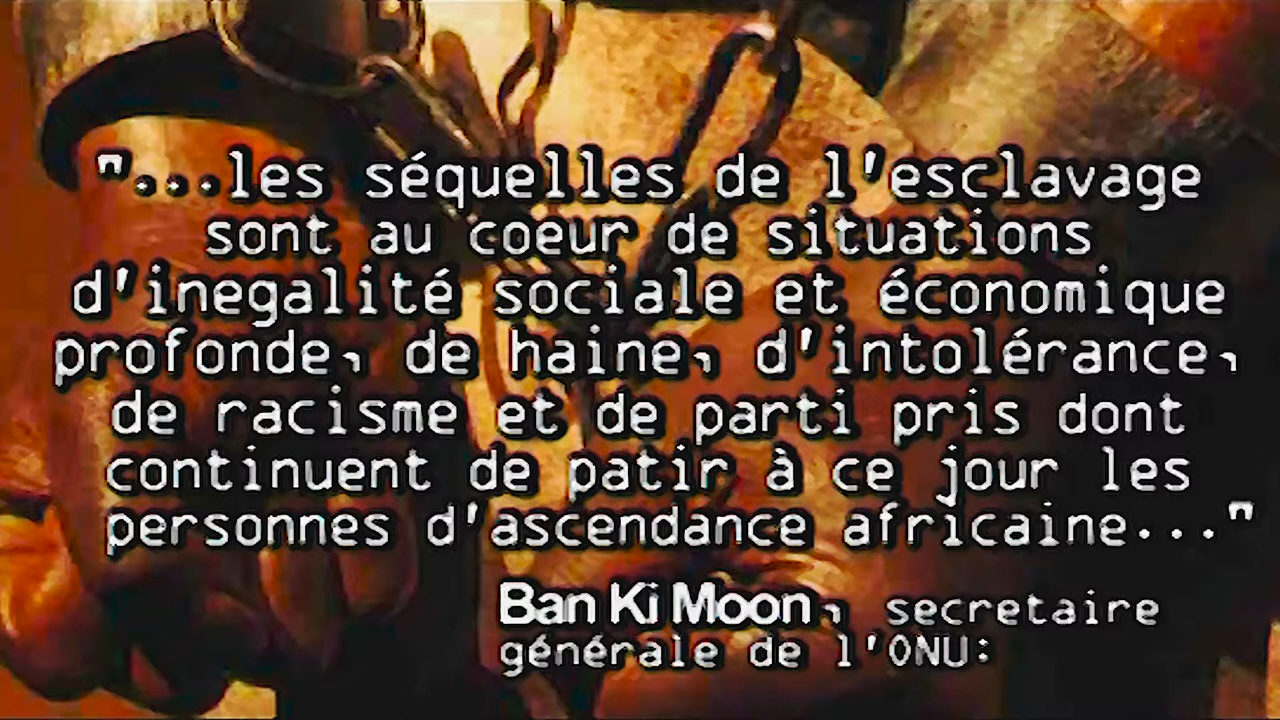 "...les séquelles de l'esclavage
sont au coeur de situations
d'inegalité sociale et économique
profonde, de haine, d'intolérance,
de racisme et de parti pris dont
continuent de patir à ce jour les
personnes d'ascendance africaine..."
Ban Ki Moon, secretaire
générale de l'ONU: